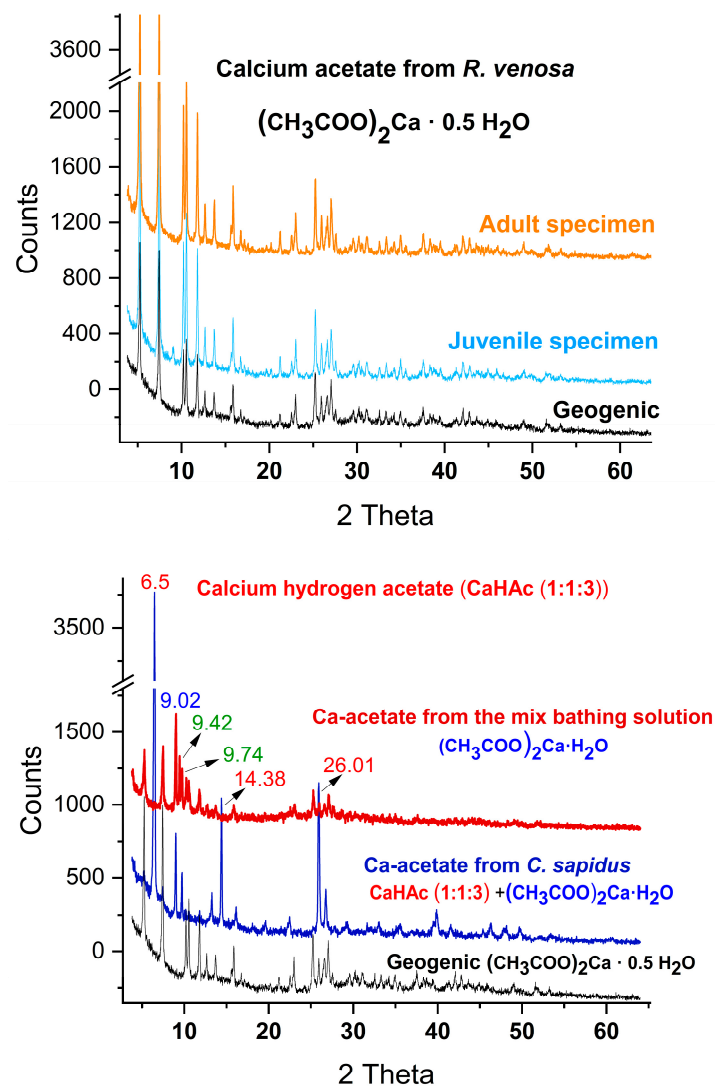 3600
Calcium acetate from R. venosa
(CH3COO)2Ca · 0.5 H2O
2000
1600
1200
Adult specimen
Counts
800
400
Juvenile specimen
0
Geogenic
10 20 30 40 50 60
2 Theta
6.5
Calcium hydrogen acetate (CaHAc (1:1:3))
3500
9.02
1500
9.42
Ca-acetate from the mix bathing solution
(CH3COO)2Ca·H2O
9.74
14.38
26.01
Counts
1000
Ca-acetate from C. sapidus
500
CaHAc (1:1:3) +(CH3COO)2Ca·H2O
0
Geogenic (CH3COO)2Ca · 0.5 H2O
10 20 30 40 50 60
2 Theta